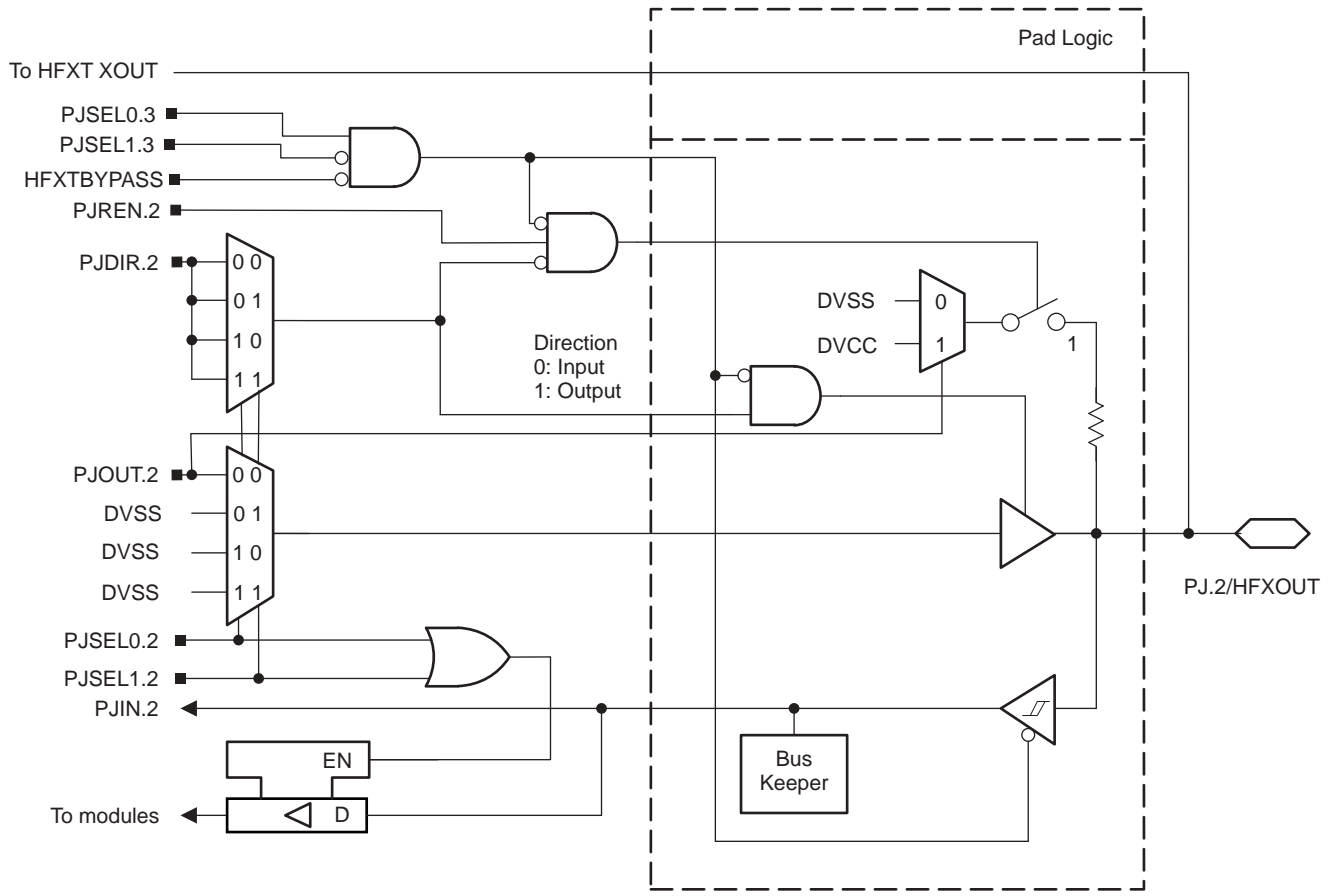 Pad Logic
To HFXT XOUT
PJSEL0.3
PJSEL1.3
HFXTBYPASS
PJREN.2
PJDIR.2
0 0
0 1
1 0
1 1
Direction
0: Input
1: Output
DVSS
0
DVCC
1
1
PJOUT.2
0 0
DVSS
0 1
DVSS
1 0
DVSS
1 1
PJ.2/HFXOUT
PJSEL0.2
PJSEL1.2
PJIN.2
EN
Bus
Keeper
To modules
D